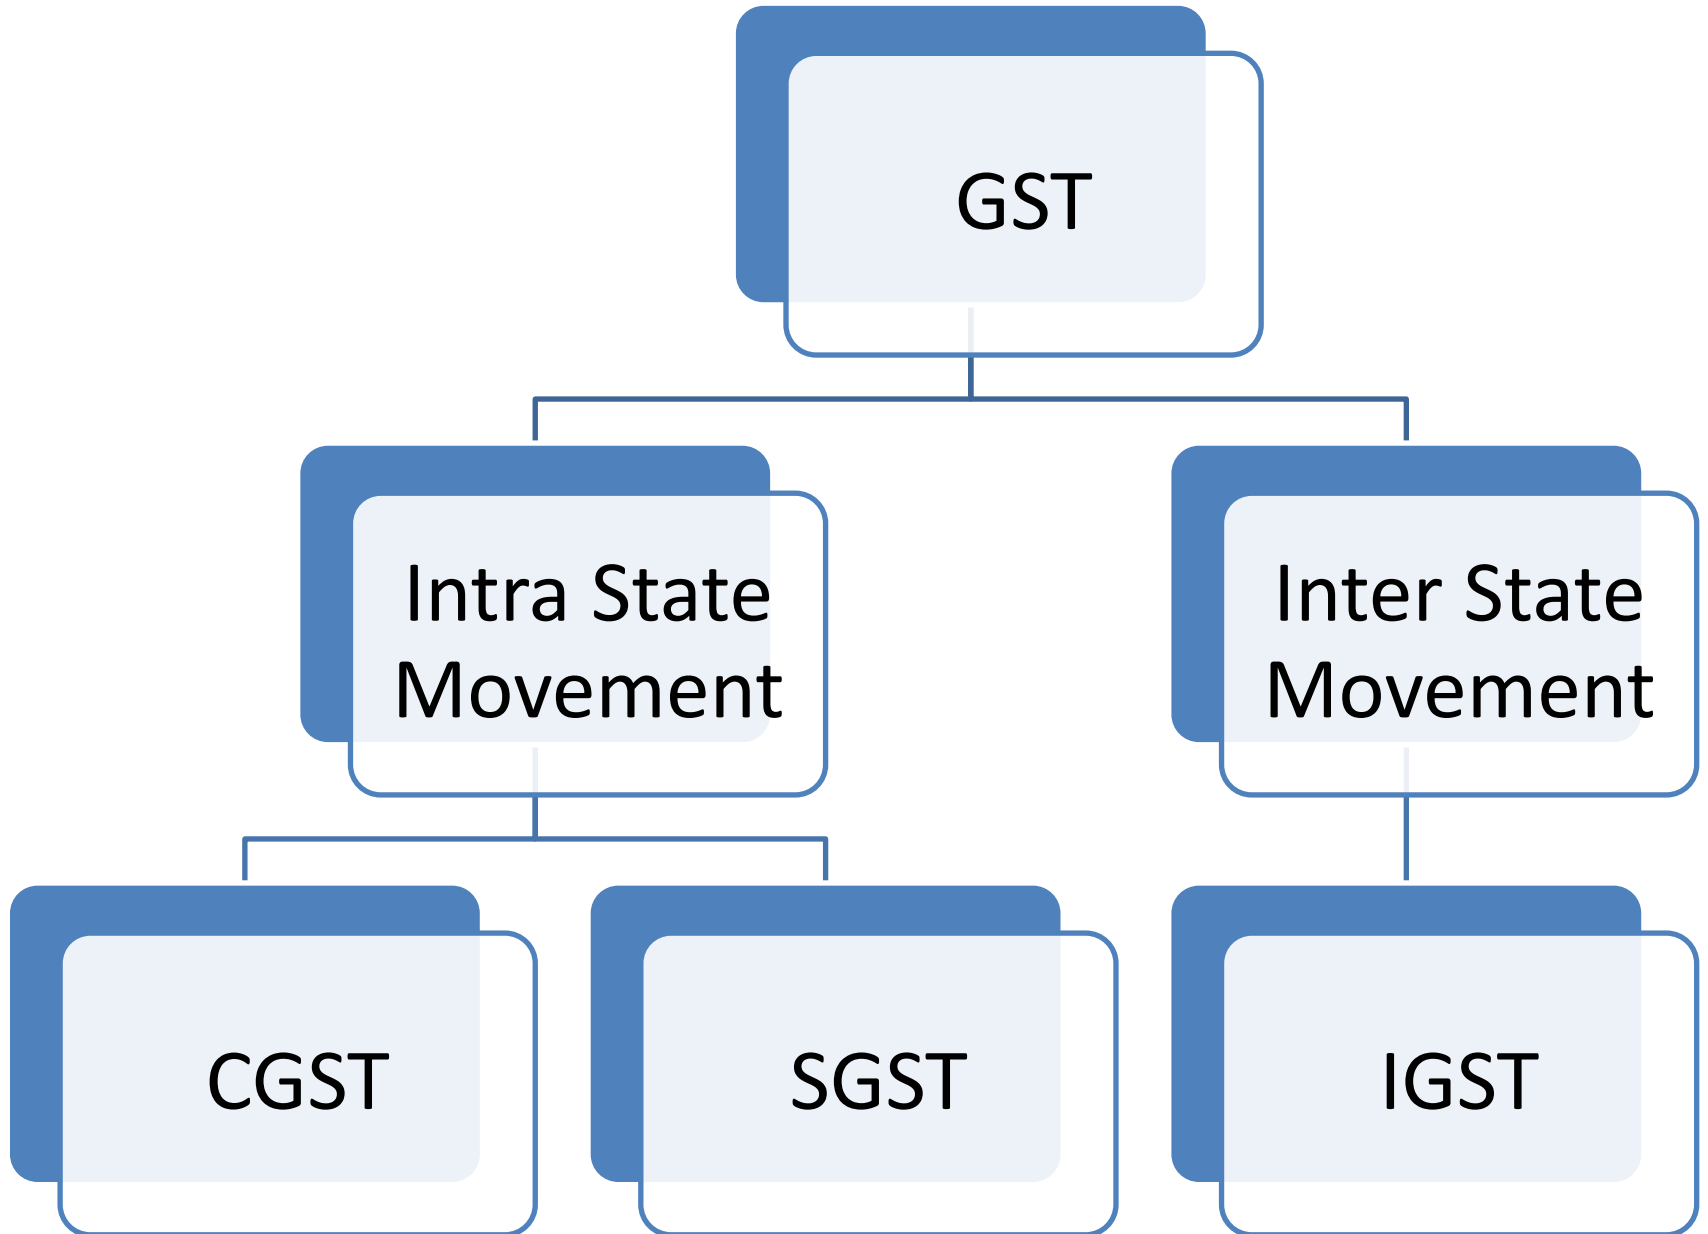 GST
Intra State
Movement
Inter State
Movement
CGST
SGST
IGST